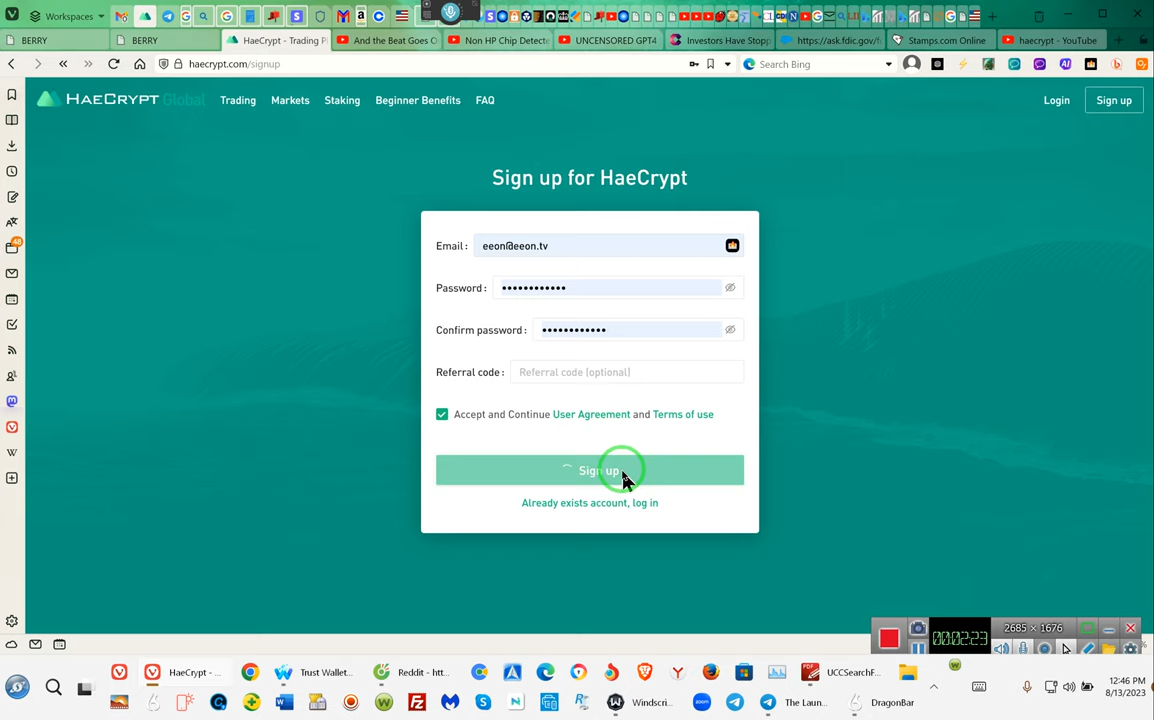 Workspaces
BERRY
BERRY
HaeCrypt - Trading Pl
And the Beat Goes O
Non HP Chip Detecte
UNCENSORED GPT4
Investors Have Stopp
https://ask.fdic.gov/f
Stamps.com Online
haecrypt - YouTube
haecrypt.com/signup
Search Bing
HAECRYPT Global
Trading
Markets
Staking
Beginner Benefits
FAQ
Login
Sign up
Sign up for HaeCrypt
Email :
eeon@eeon.tv
Password :
••••••••••••
Confirm password :
••••••••••••
Referral code :
Referral code (optional)
Accept and Continue User Agreement and Terms of use
Sign up
Already exists account, log in
48
00:02:23
2685 × 1676
HaeCrypt - ...
Trust Wallet...
Reddit - htt...
UCCSearchF...
12:46 PM
8/13/2023
Windscri...
The Laun...
DragonBar